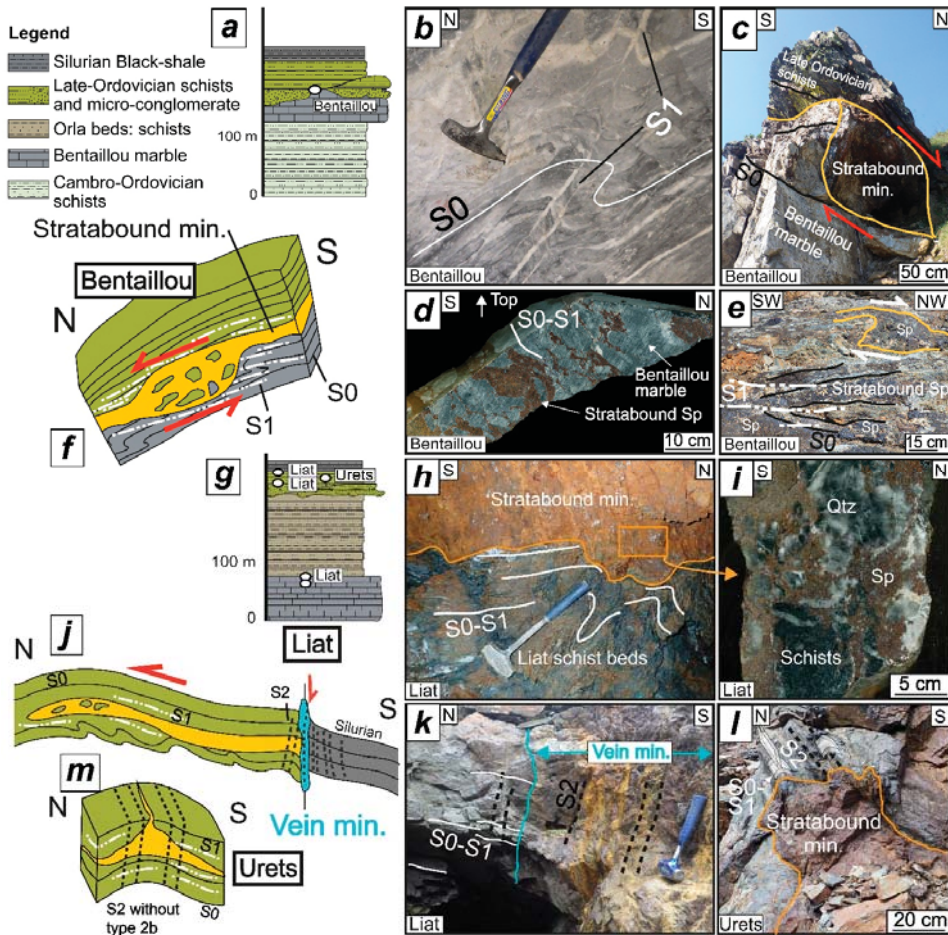 Legend
Silurian Black-shale
Late-Ordovician schists
and micro-conglomerate
Orla beds: schists
Bentaillou marble
Cambro-Ordovician
schists
a
Bentaillou
100 m
0
b
N
S
S1
S0
Bentaillou
c
S
N
Late Ordovician
schists
Stratabound
min.
S0
Bentaillou
marble
Bentaillou
50 cm
Stratabound min.
Bentaillou
N
S
S0
S1
f
d
S
Top
N
S0-S1
Bentaillou
marble
Stratabound Sp
Bentaillou
10 cm
e
SW
NW
Sp
S1
Stratabound Sp
Sp
Sp
S0
Bentaillou
15 cm
g
Liat
Liat
Urets
100 m
Liat
0
h
S
N
Stratabound min.
S0-S1
Liat schist beds
Liat
i
S
N
Qtz
Sp
Schists
5 cm
j
Liat
N
S0
S1
S2
Silurian
S
Vein min.
k
N
S
Vein min.
S2
S0-S1
Liat
l
N
S
S2
S0-
S1
Stratabound
min.
Urets
20 cm
m
N
S
S1
Urets
S0
S2 without
type 2b